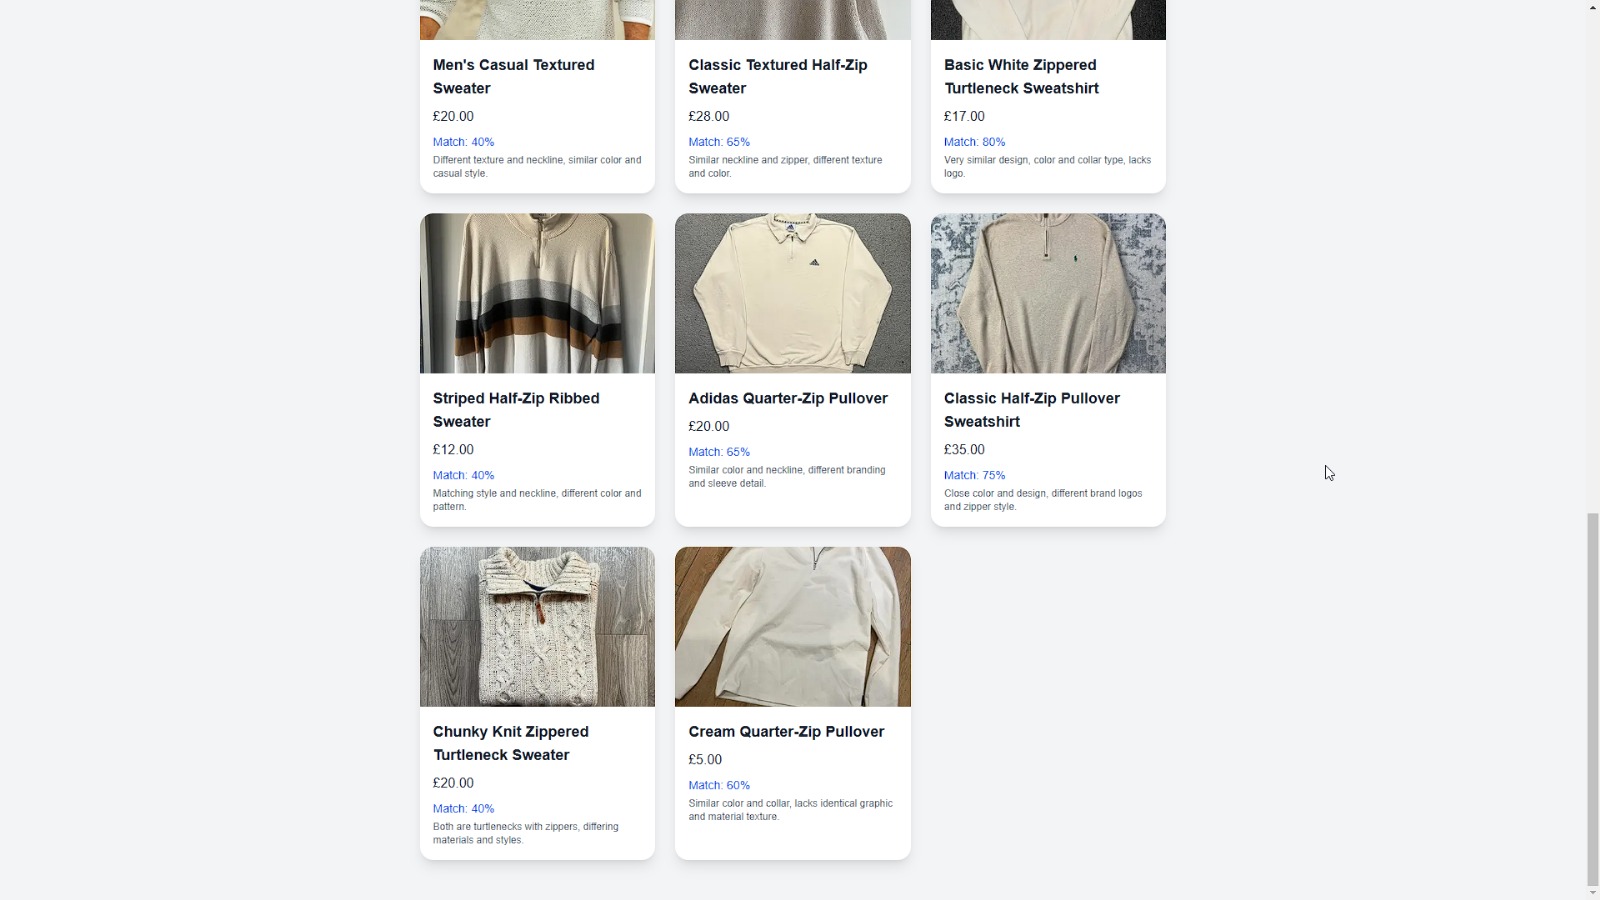 Men's Casual Textured
Sweater
£20.00
Match: 40%
Different texture and neckline, similar color and
casual style.
Classic Textured Half-Zip
Sweater
£28.00
Match: 65%
Similar neckline and zipper, different texture
and color.
Basic White Zippered
Turtleneck Sweatshirt
£17.00
Match: 80%
Very similar design, color and collar type, lacks
logo.
Striped Half-Zip Ribbed
Sweater
£12.00
Match: 40%
Matching style and neckline, different color and
pattern.
Adidas Quarter-Zip Pullover
£20.00
Match: 65%
Similar color and neckline, different branding
and sleeve detail.
Classic Half-Zip Pullover
Sweatshirt
£35.00
Match: 75%
Close color and design, different brand logos
and zipper style.
Chunky Knit Zippered
Turtleneck Sweater
£20.00
Match: 40%
Both are turtlenecks with zippers, differing
materials and styles.
Cream Quarter-Zip Pullover
£5.00
Match: 60%
Similar color and collar, lacks identical graphic
and material texture.